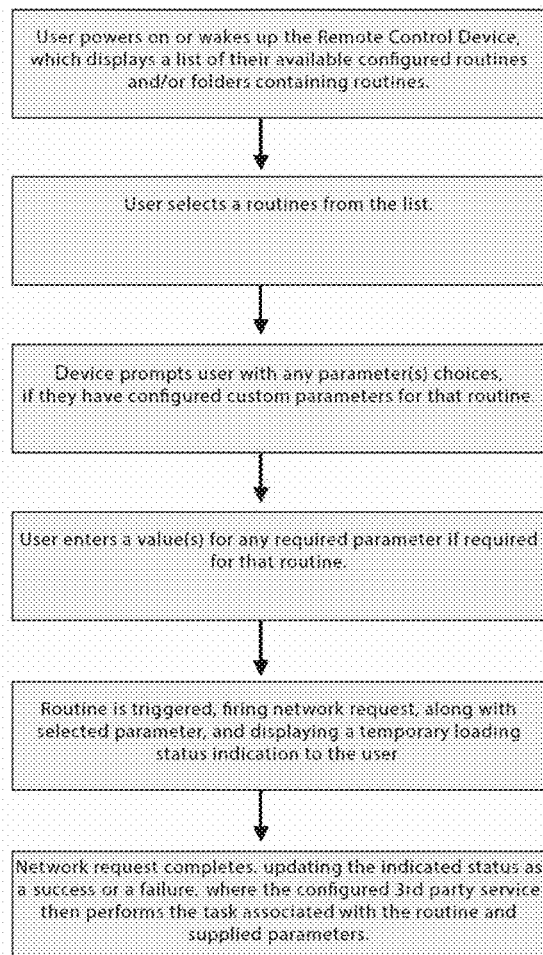 User powers on or wakes up the Remote Control Device,
which displays a list of their available configured routines
and/or folders containing routines.
User selects a routines from the list.
Device prompts user with any parameter(s) choices,
if they have configured custom parameters for that routine
User enters a value(s) for any required parameter if required
for that routine.
Routine is triggered, firing network request, along with
selected parameter, and displaying a temporary loading
status indication to the user
Network request completes, updating the indicated status as
a success or a failure, where the configured 3rd party service
then performs the task associated with the routine and
supplied parameters.